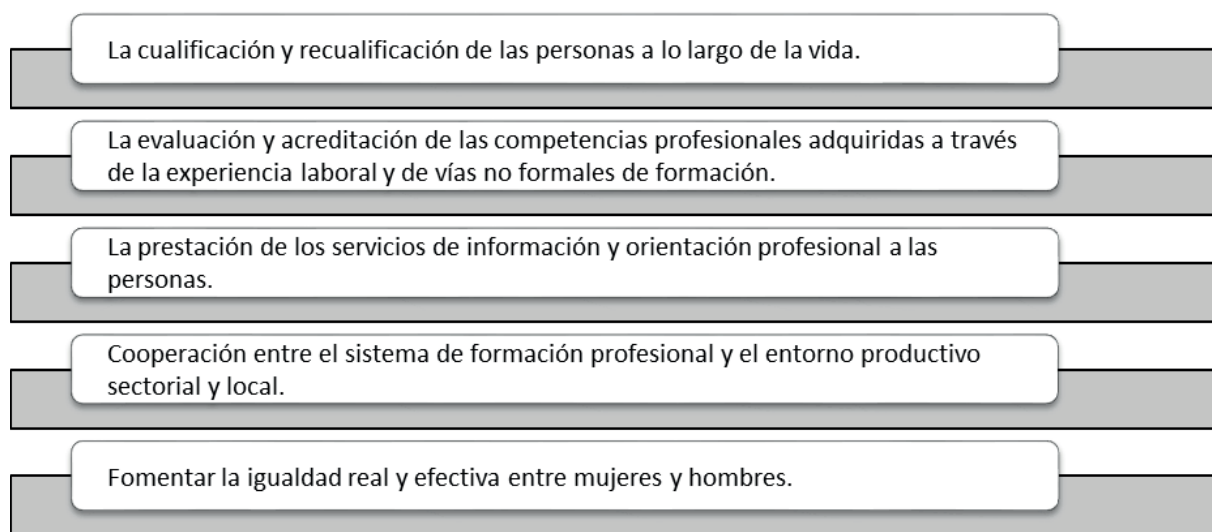 La cualificación y recualificación de las personas a lo largo de la vida.
La evaluación y acreditación de las competencias profesionales adquiridas a través
de la experiencia laboral y de vías no formales de formación.
La prestación de los servicios de información y orientación profesional a las
personas.
Cooperación entre el sistema de formación profesional y el entorno productivo
sectorial y local.
Fomentar la igualdad real y efectiva entre mujeres y hombres.